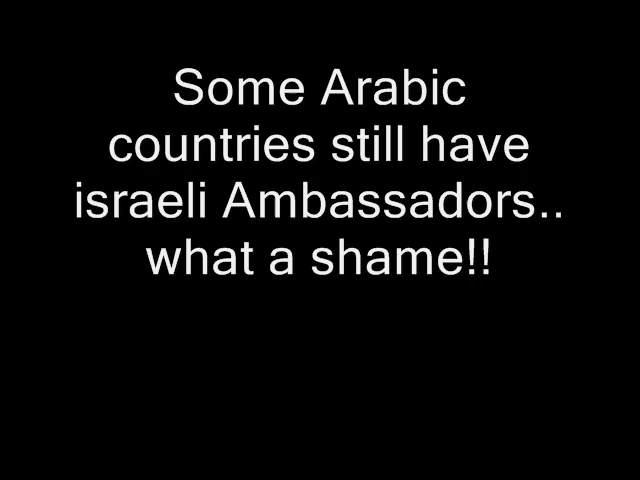 Some Arabic
countries still have
israeli Ambassadors..
what a shame!!